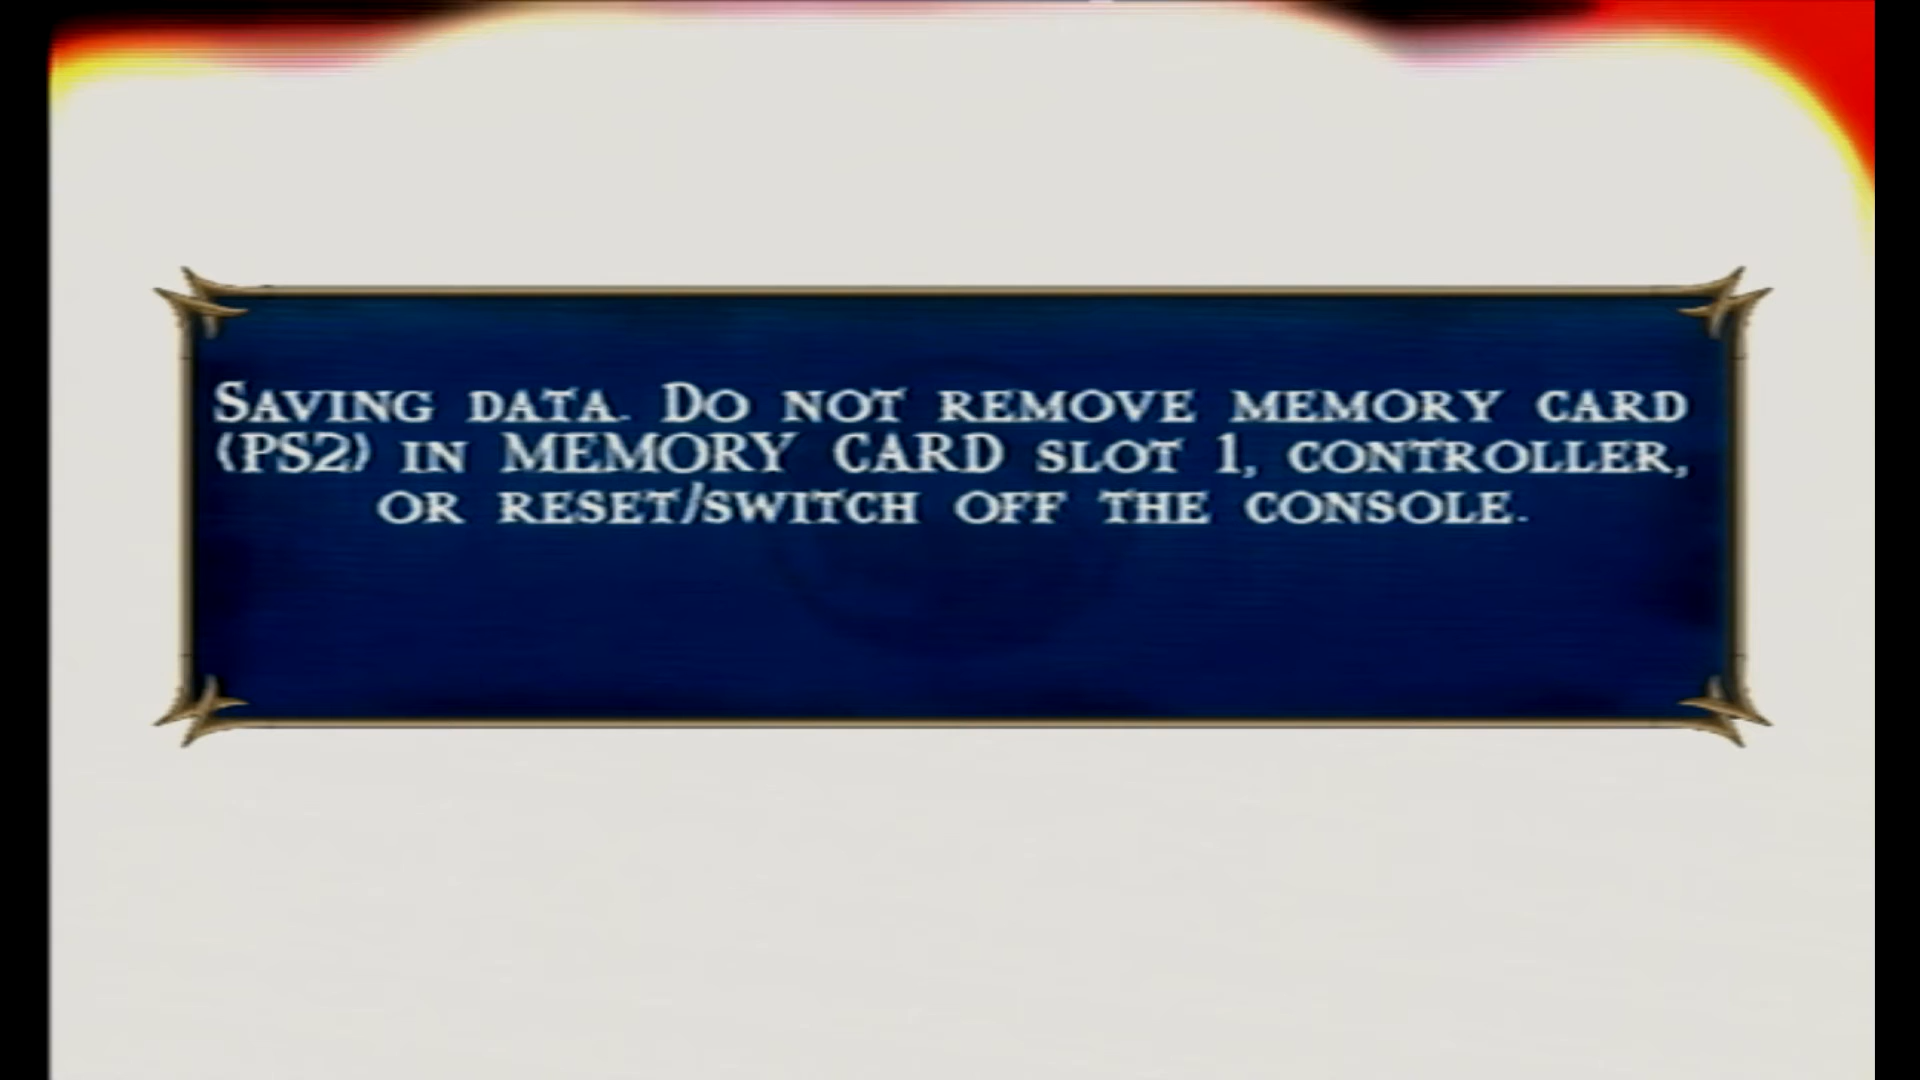 Saving data. Do not remove memory card
(PS2) in MEMORY CARD slot 1, controller,
or reset/switch off the console.